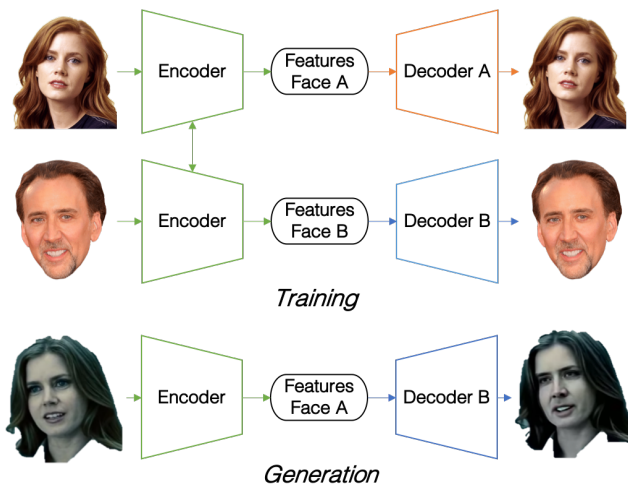 Encoder
Features
Face A
Decoder A
Encoder
Features
Face B
Decoder B
Training
Encoder
Features
Face A
Decoder B
Generation